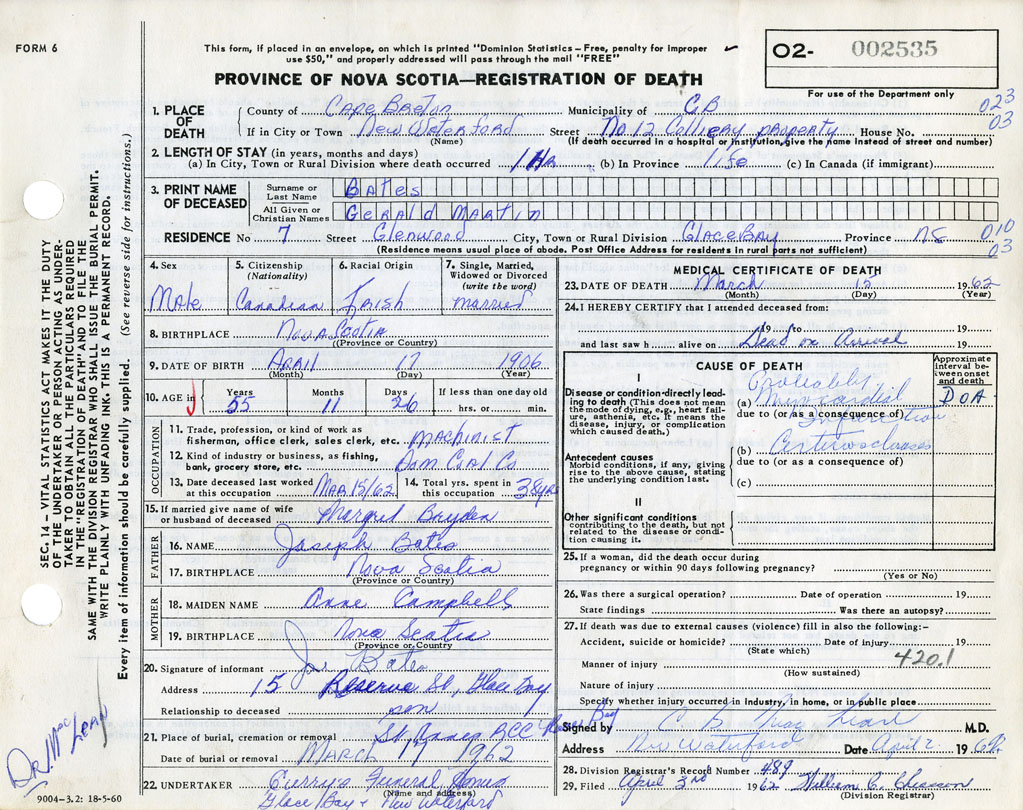 FORM 6
This form, if placed in an envelope, on which is printed "Dominion Statistics – Free, penalty for improper
use $50," and properly addressed will pass through the mail "FREE"
O2- 002535
For use of the Department only
PROVINCE OF NOVA SCOTIA—REGISTRATION OF DEATH
1. PLACE OF DEATH County of Cape Breton Municipality of C B 023
If in City or Town New Waterford Street No 12 Colliery property House No. 03
(Name) (If death occurred in a hospital or institution, give the name instead of street and number)
2. LENGTH OF STAY (in years, months and days)
(a) In City, Town or Rural Division where death occurred 1 Hr (b) In Province Life (c) In Canada (if immigrant)
3. PRINT NAME OF DECEASED Surname or Last Name Bates
All Given or Christian Names Gerald Martin
RESIDENCE No 7 Street Glenwood City, Town or Rural Division Glace Bay Province NS 010
03
(Residence means usual place of abode. Post Office Address for residents in rural parts not sufficient)
4. Sex 5. Citizenship (Nationality) 6. Racial Origin 7. Single, Married, Widowed or Divorced (write the word)
Male Canadian Irish married
8. BIRTHPLACE Nova Scotia
(Province or Country)
9. DATE OF BIRTH April 17 1906
(Month) (Day) (Year)
10. AGE in Years Months Days If less than one day old
55 11 26 hrs. or min.
OCCUPATION
11. Trade, profession, or kind of work as
fisherman, office clerk, sales clerk, etc. machinist
12. Kind of industry or business, as fishing,
bank, grocery store, etc. Dom Coal Co
13. Date deceased last worked at this occupation Mar 15/62 14. Total yrs. spent in this occupation 38 yrs
15. If married give name of wife
or husband of deceased Margret Bryden
FATHER
16. NAME Joseph Bates
17. BIRTHPLACE Nova Scotia
(Province or Country)
MOTHER
18. MAIDEN NAME Anne Campbell
19. BIRTHPLACE Nova Scotia
(Province or Country)
20. Signature of informant Jos Bates
Address 15 Reserve St, Glace Bay
Relationship to deceased son
21. Place of burial, cremation or removal RCC
Date of burial or removal MARCH 17 1962
22. UNDERTAKER Curry's Funeral Home
(Name and address)
Glace Bay & New Waterford
MEDICAL CERTIFICATE OF DEATH
23. DATE OF DEATH March 15 1962
(Month) (Day) (Year)
24. I HEREBY CERTIFY that I attended deceased from:
19 to 19
and last saw h alive on Dead on Arrival 19
CAUSE OF DEATH
Approximate interval between onset and death
I
Disease or condition directly leading to death (This does not mean the mode of dying, e.g., heart failure, asthenia, etc. It means the disease, injury, or complication which caused death.)
Probably
(a) Myocardial DOA
due to (or as a consequence of)
Infarction
(b) Arteriosclerosis
due to (or as a consequence of)
(c)
Antecedent causes
Morbid conditions, if any, giving rise to the above cause, stating the underlying condition last.
II
Other significant conditions
contributing to the death, but not related to the disease or condition causing it.
25. If a woman, did the death occur during
pregnancy or within 90 days following pregnancy?
(Yes or No)
26. Was there a surgical operation? Date of operation 19
State findings Was there an autopsy?
27. If death was due to external causes (violence) fill in also the following:–
Accident, suicide or homicide? Date of injury 19
(State which)
420.1
Manner of injury
(How sustained)
Nature of injury
Specify whether injury occurred in industry, in home, or in public place
Signed by C B MacLean M.D.
Address New Waterford Date April 2 1962
28. Division Registrar's Record Number 489
29. Filed April 3rd 1962 William C. Chiasson
(Division Registrar)
SEC. 14 – VITAL STATISTICS ACT MAKES IT THE DUTY
OF THE UNDERTAKER OR PERSON ACTING AS UNDER-
TAKER TO OBTAIN ALL THE PARTICULARS REQUIRED
IN THE "REGISTRATION OF DEATH" AND TO FILE THE
SAME WITH THE DIVISION REGISTRAR WHO SHALL ISSUE THE BURIAL PERMIT.
WRITE PLAINLY WITH UNFADING INK. THIS IS A PERMANENT RECORD.
Every item of information should be carefully supplied. (See reverse side for instructions.)
Dr. MacLean
9004-3.2: 18-5-60